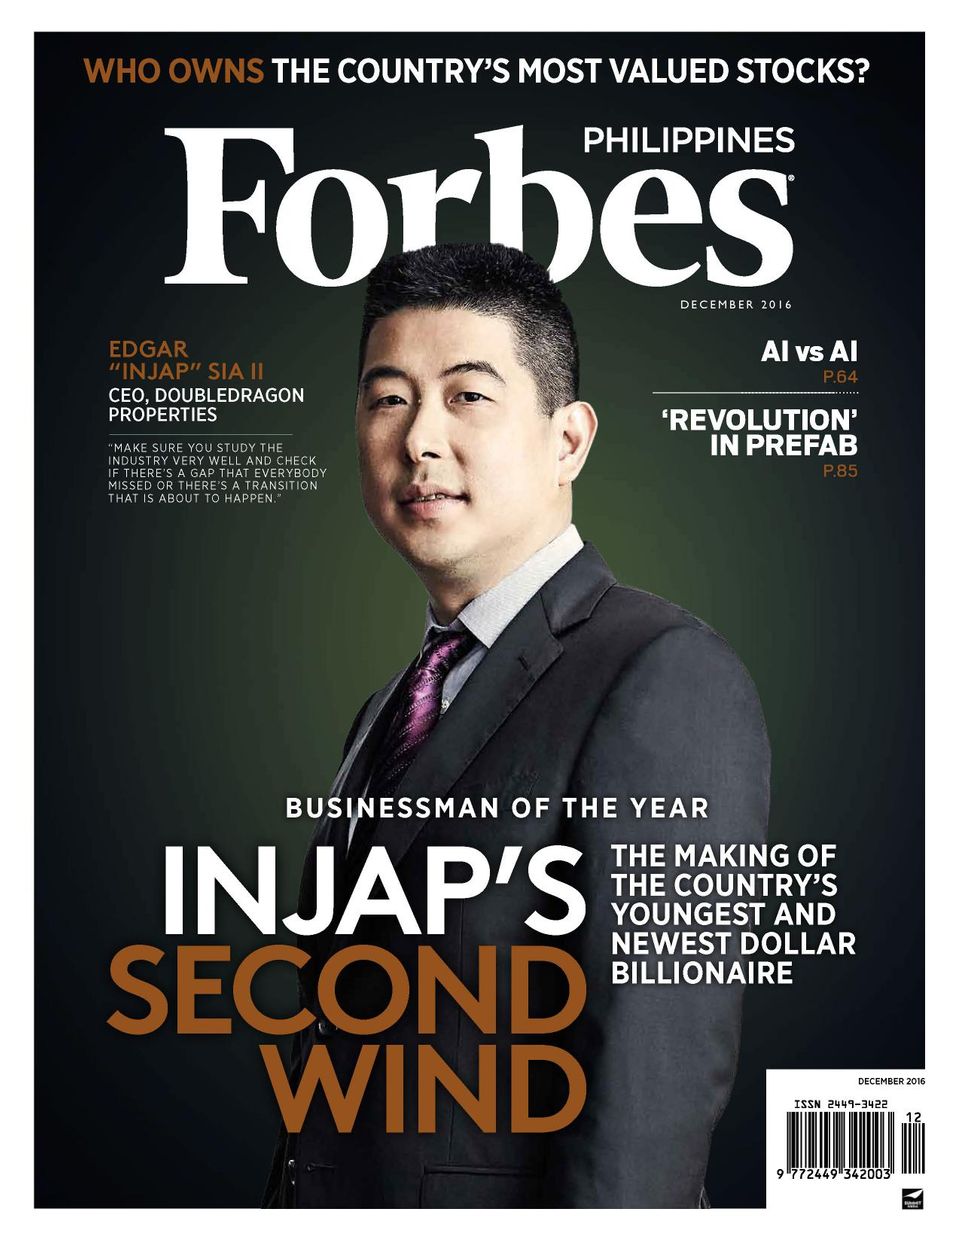 WHO OWNS THE COUNTRY'S MOST VALUED STOCKS?
PHILIPPINES
Forbes®
DECEMBER 2016
EDGAR
"INJAP" SIA II
CEO, DOUBLEDRAGON
PROPERTIES
"MAKE SURE YOU STUDY THE
INDUSTRY VERY WELL AND CHECK
IF THERE'S A GAP THAT EVERYBODY
MISSED OR THERE'S A TRANSITION
THAT IS ABOUT TO HAPPEN."
AI vs AI
P.64
'REVOLUTION'
IN PREFAB
P.85
BUSINESSMAN OF THE YEAR
INJAP'S
SECOND
WIND
THE MAKING OF
THE COUNTRY'S
YOUNGEST AND
NEWEST DOLLAR
BILLIONAIRE
DECEMBER 2016
ISSN 2449-3422
12
9 772449 342003
SUMMIT